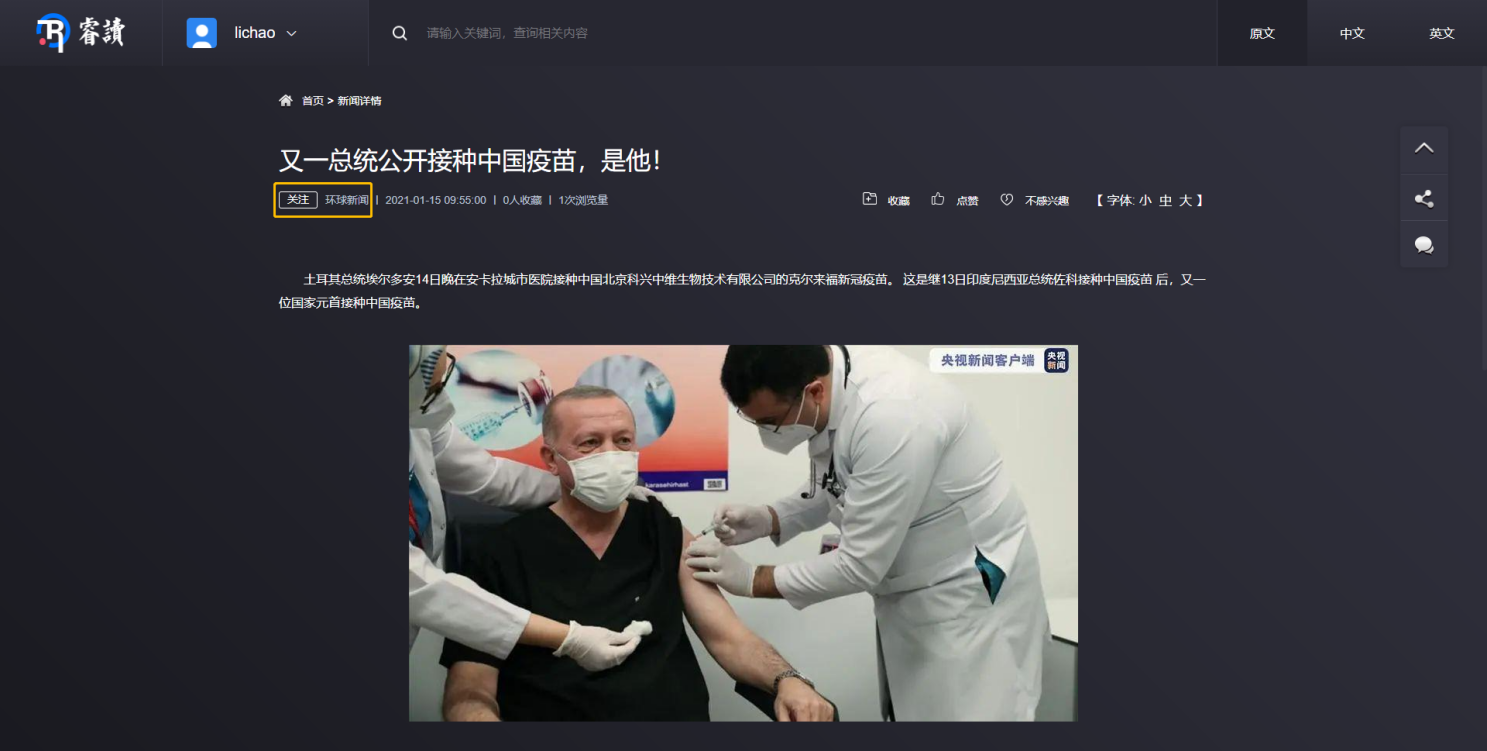 睿讀
lichao
请输入关键词，查询相关内容
原文
中文
英文
首页 > 新闻详情
又一总统公开接种中国疫苗，是他！
关注 环球新闻 | 2021-01-15 09:55:00 | 0人收藏 | 1次浏览量
收藏 点赞 不感兴趣 【 字体: 小 中 大 】
土耳其总统埃尔多安14日晚在安卡拉城市医院接种中国北京科兴中维生物技术有限公司的克尔来福新冠疫苗。 这是继13日印度尼西亚总统佐科接种中国疫苗 后，又一
位国家元首接种中国疫苗。
央视新闻客户端 央视
新闻
karasehirhast